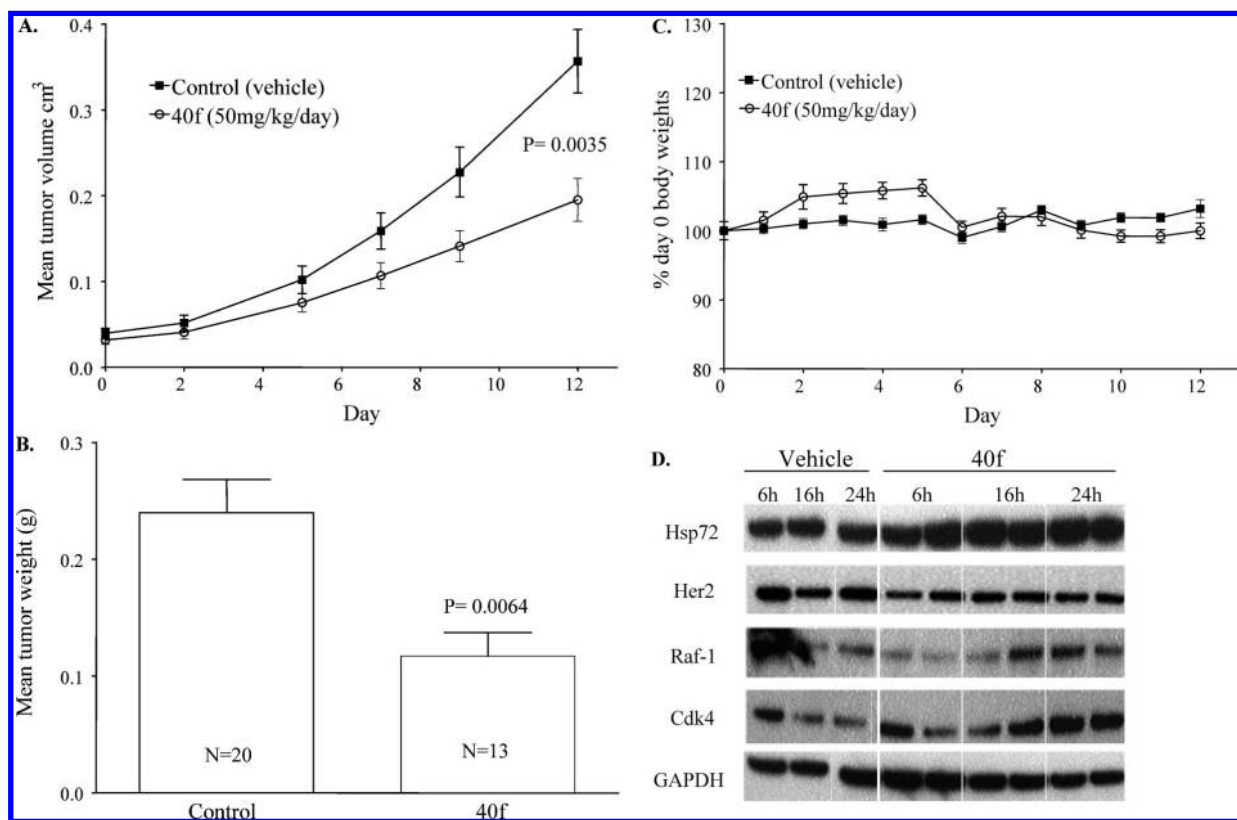 A.
0.4
0.3
0.2
0.1
0.0
Mean tumor volume cm³
Control (vehicle)
40f (50mg/kg/day)
P= 0.0035
0 2 4 6 8 10 12
Day
C.
130
120
110
100
90
80
% day 0 body weights
Control (vehicle)
40f (50mg/kg/day)
0 2 4 6 8 10 12
Day
B.
0.3
0.2
0.1
0.0
Mean tumor weight (g)
P= 0.0064
N=20 N=13
Control 40f
D.
Vehicle 40f
6h 16h 24h 6h 16h 24h
Hsp72
Her2
Raf-1
Cdk4
GAPDH